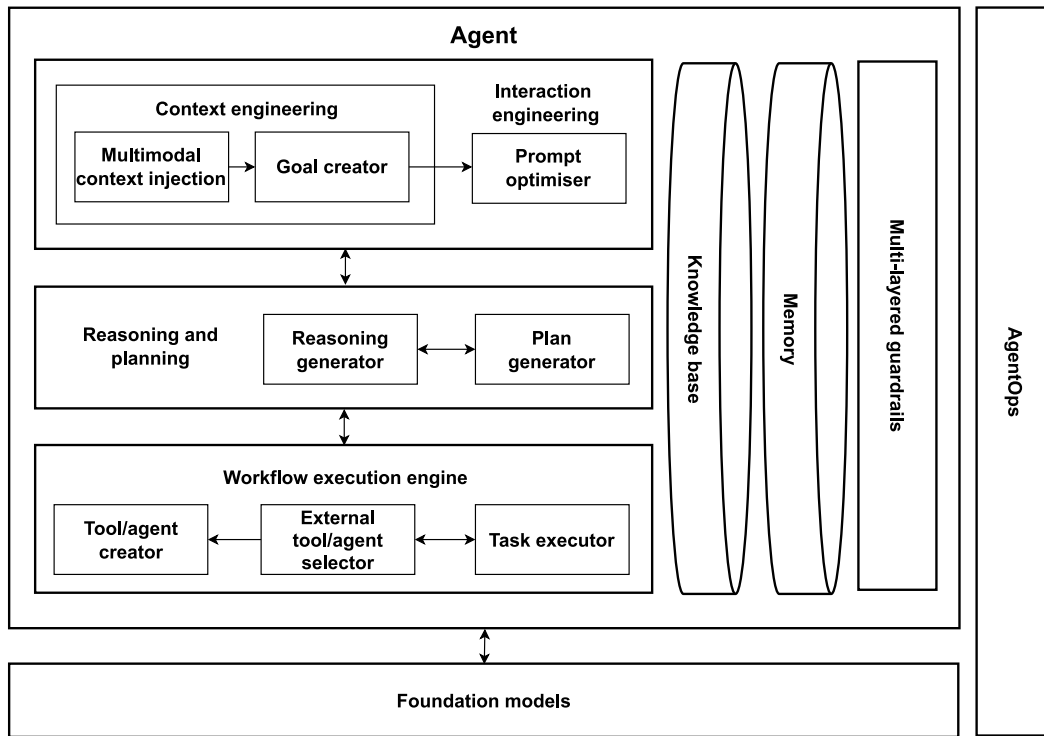 Agent
Context engineering
Multimodal
context injection
Goal creator
Interaction
engineering
Prompt
optimiser
Reasoning and
planning
Reasoning
generator
Plan
generator
Workflow execution engine
Tool/agent
creator
External
tool/agent
selector
Task executor
Knowledge base
Memory
Multi-layered guardrails
AgentOps
Foundation models